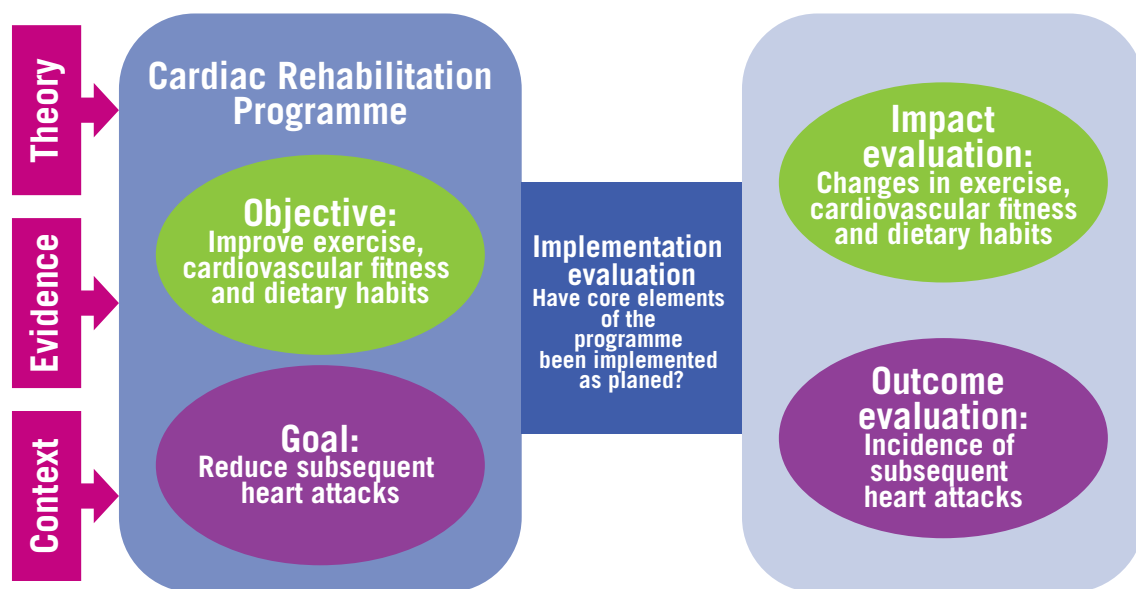 Theory
Evidence
Context
Cardiac Rehabilitation
Programme
Objective:
Improve exercise,
cardiovascular fitness
and dietary habits
Goal:
Reduce subsequent
heart attacks
Implementation
evaluation
Have core elements
of the
programme
been implemented
as planed?
Impact
evaluation:
Changes in exercise,
cardiovascular fitness
and dietary habits
Outcome
evaluation:
Incidence of
subsequent
heart attacks